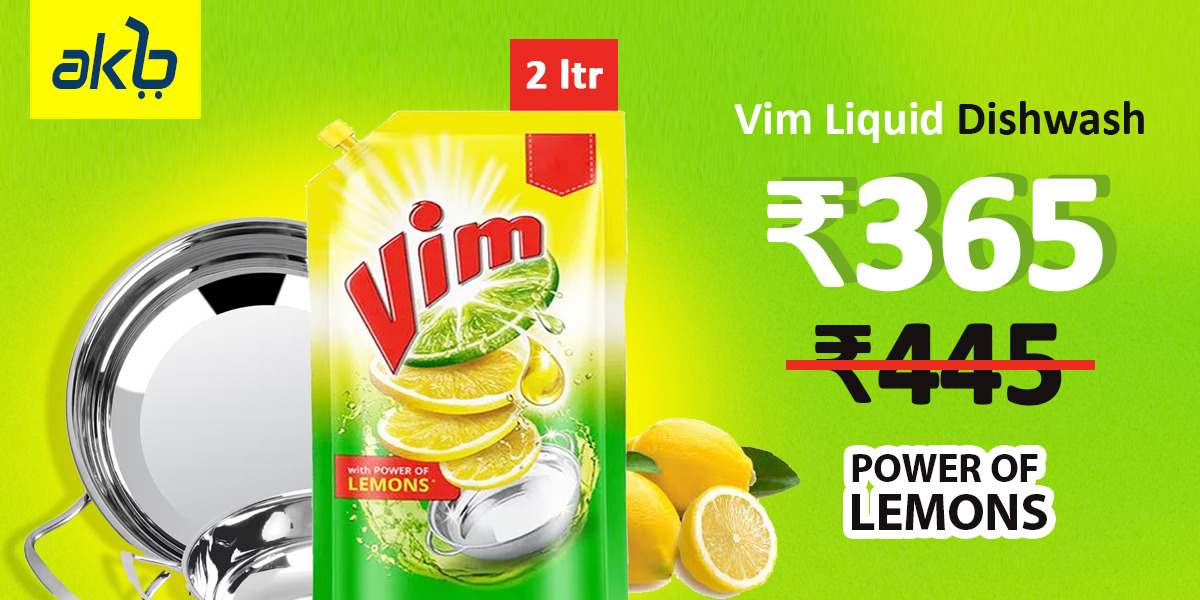 akb
2 ltr
Vim Liquid Dishwash
₹365
₹445
POWER OF
LEMONS
Vim
with POWER OF
LEMONS*